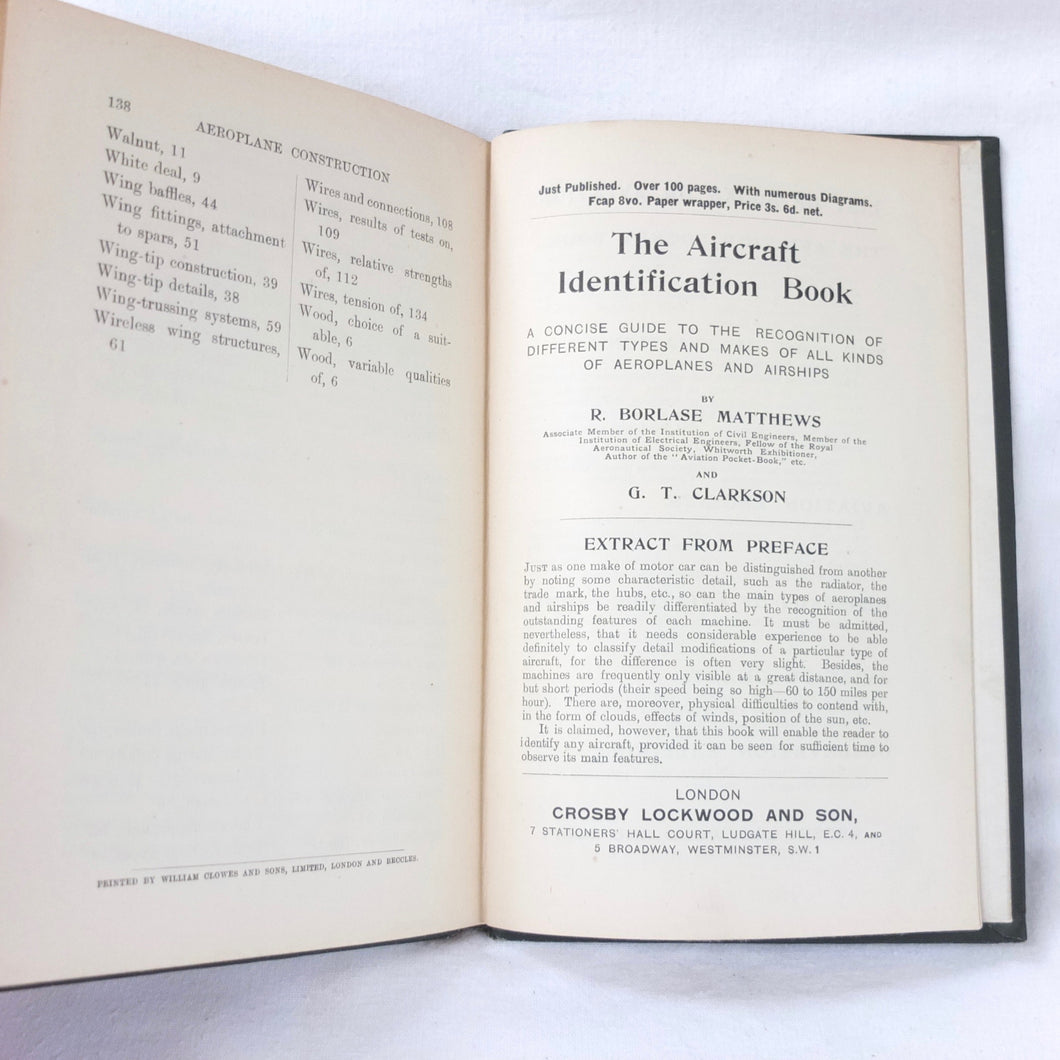 138
AEROPLANE CONSTRUCTION
Walnut, 11
White deal, 9
Wing baffles, 44
Wing fittings, attachment
to spars, 51
Wing-tip construction, 39
Wing-tip details, 38
Wing-trussing systems, 59
Wireless wing structures,
61
Wires and connections, 108
Wires, results of tests on,
109
Wires, relative strengths
of, 112
Wires, tension of, 134
Wood, choice of a suit-
able, 6
Wood, variable qualities
of, 6
PRINTED BY WILLIAM CLOWES AND SONS, LIMITED, LONDON AND BECCLES.
Just Published. Over 100 pages. With numerous Diagrams.
Fcap 8vo. Paper wrapper, Price 3s. 6d. net.
The Aircraft
Identification Book
A CONCISE GUIDE TO THE RECOGNITION OF
DIFFERENT TYPES AND MAKES OF ALL KINDS
OF AEROPLANES AND AIRSHIPS
BY
R. BORLASE MATTHEWS
Associate Member of the Institution of Civil Engineers, Member of the
Institution of Electrical Engineers, Fellow of the Royal
Aeronautical Society, Whitworth Exhibitioner,
Author of the "Aviation Pocket-Book," etc.
AND
G. T. CLARKSON
EXTRACT FROM PREFACE
JUST as one make of motor car can be distinguished from another
by noting some characteristic detail, such as the radiator, the
trade mark, the hubs, etc., so can the main types of aeroplanes
and airships be readily differentiated by the recognition of the
outstanding features of each machine. It must be admitted,
nevertheless, that it needs considerable experience to be able
definitely to classify detail modifications of a particular type of
aircraft, for the difference is often very slight. Besides, the
machines are frequently only visible at a great distance, and for
but short periods (their speed being so high—60 to 150 miles per
hour). There are, moreover, physical difficulties to contend with,
in the form of clouds, effects of winds, position of the sun, etc.
It is claimed, however, that this book will enable the reader to
identify any aircraft, provided it can be seen for sufficient time to
observe its main features.
LONDON
CROSBY LOCKWOOD AND SON,
7 STATIONERS' HALL COURT, LUDGATE HILL, E.C. 4, AND
5 BROADWAY, WESTMINSTER, S.W. 1